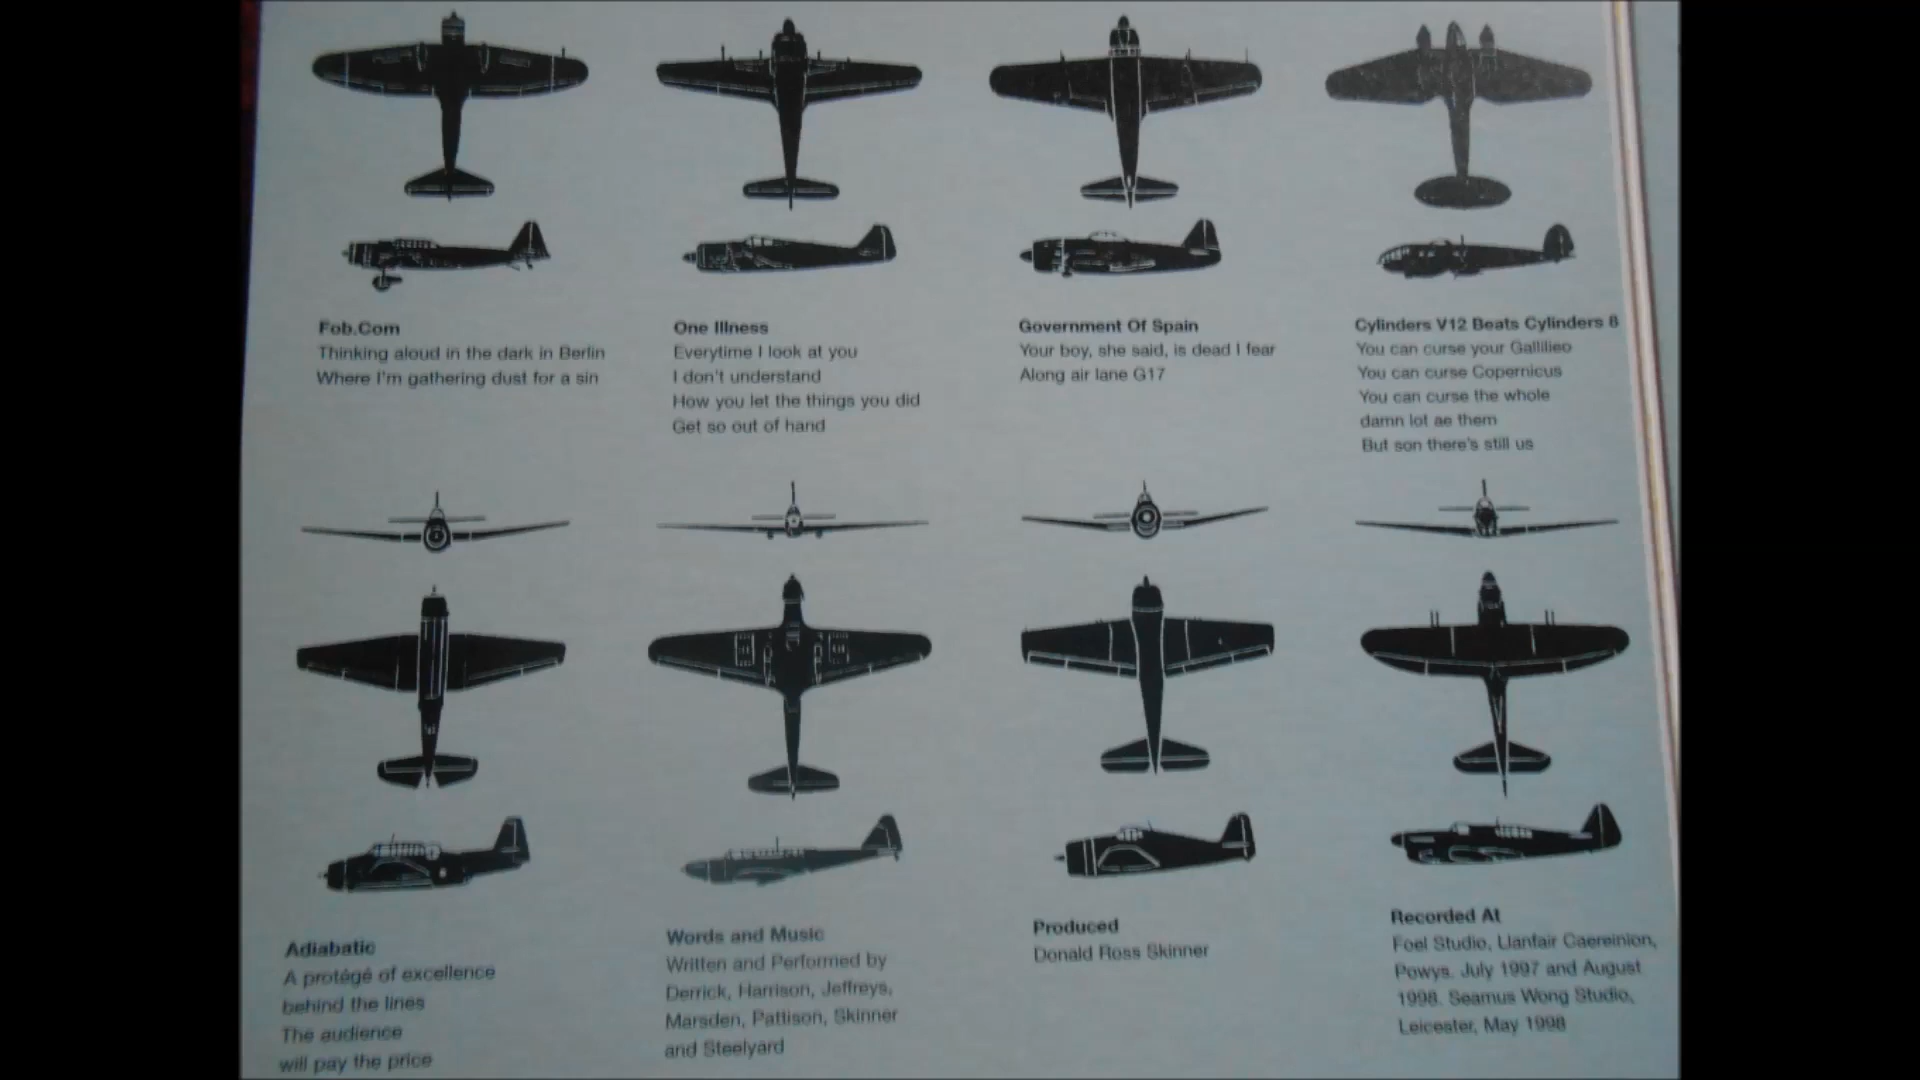 Fob.Com
Thinking aloud in the dark in Berlin
Where I'm gathering dust for a sin
One Illness
Everytime I look at you
I don't understand
How you let the things you did
Get so out of hand
Government Of Spain
Your boy, she said, is dead I fear
Along air lane G17
Cylinders V12 Beats Cylinders 8
You can curse your Gallilieo
You can curse Copernicus
You can curse the whole
damn lot ae them
But son there's still us
Adiabatic
A protégé of excellence
behind the lines
The audience
will pay the price
Words and Music
Written and Performed by
Derrick, Harrison, Jeffreys,
Marsden, Pattison, Skinner
and Steelyard
Produced
Donald Ross Skinner
Recorded At
Foel Studio, Llanfair Caereinion,
Powys. July 1997 and August
1998. Seamus Wong Studio,
Leicester, May 1998